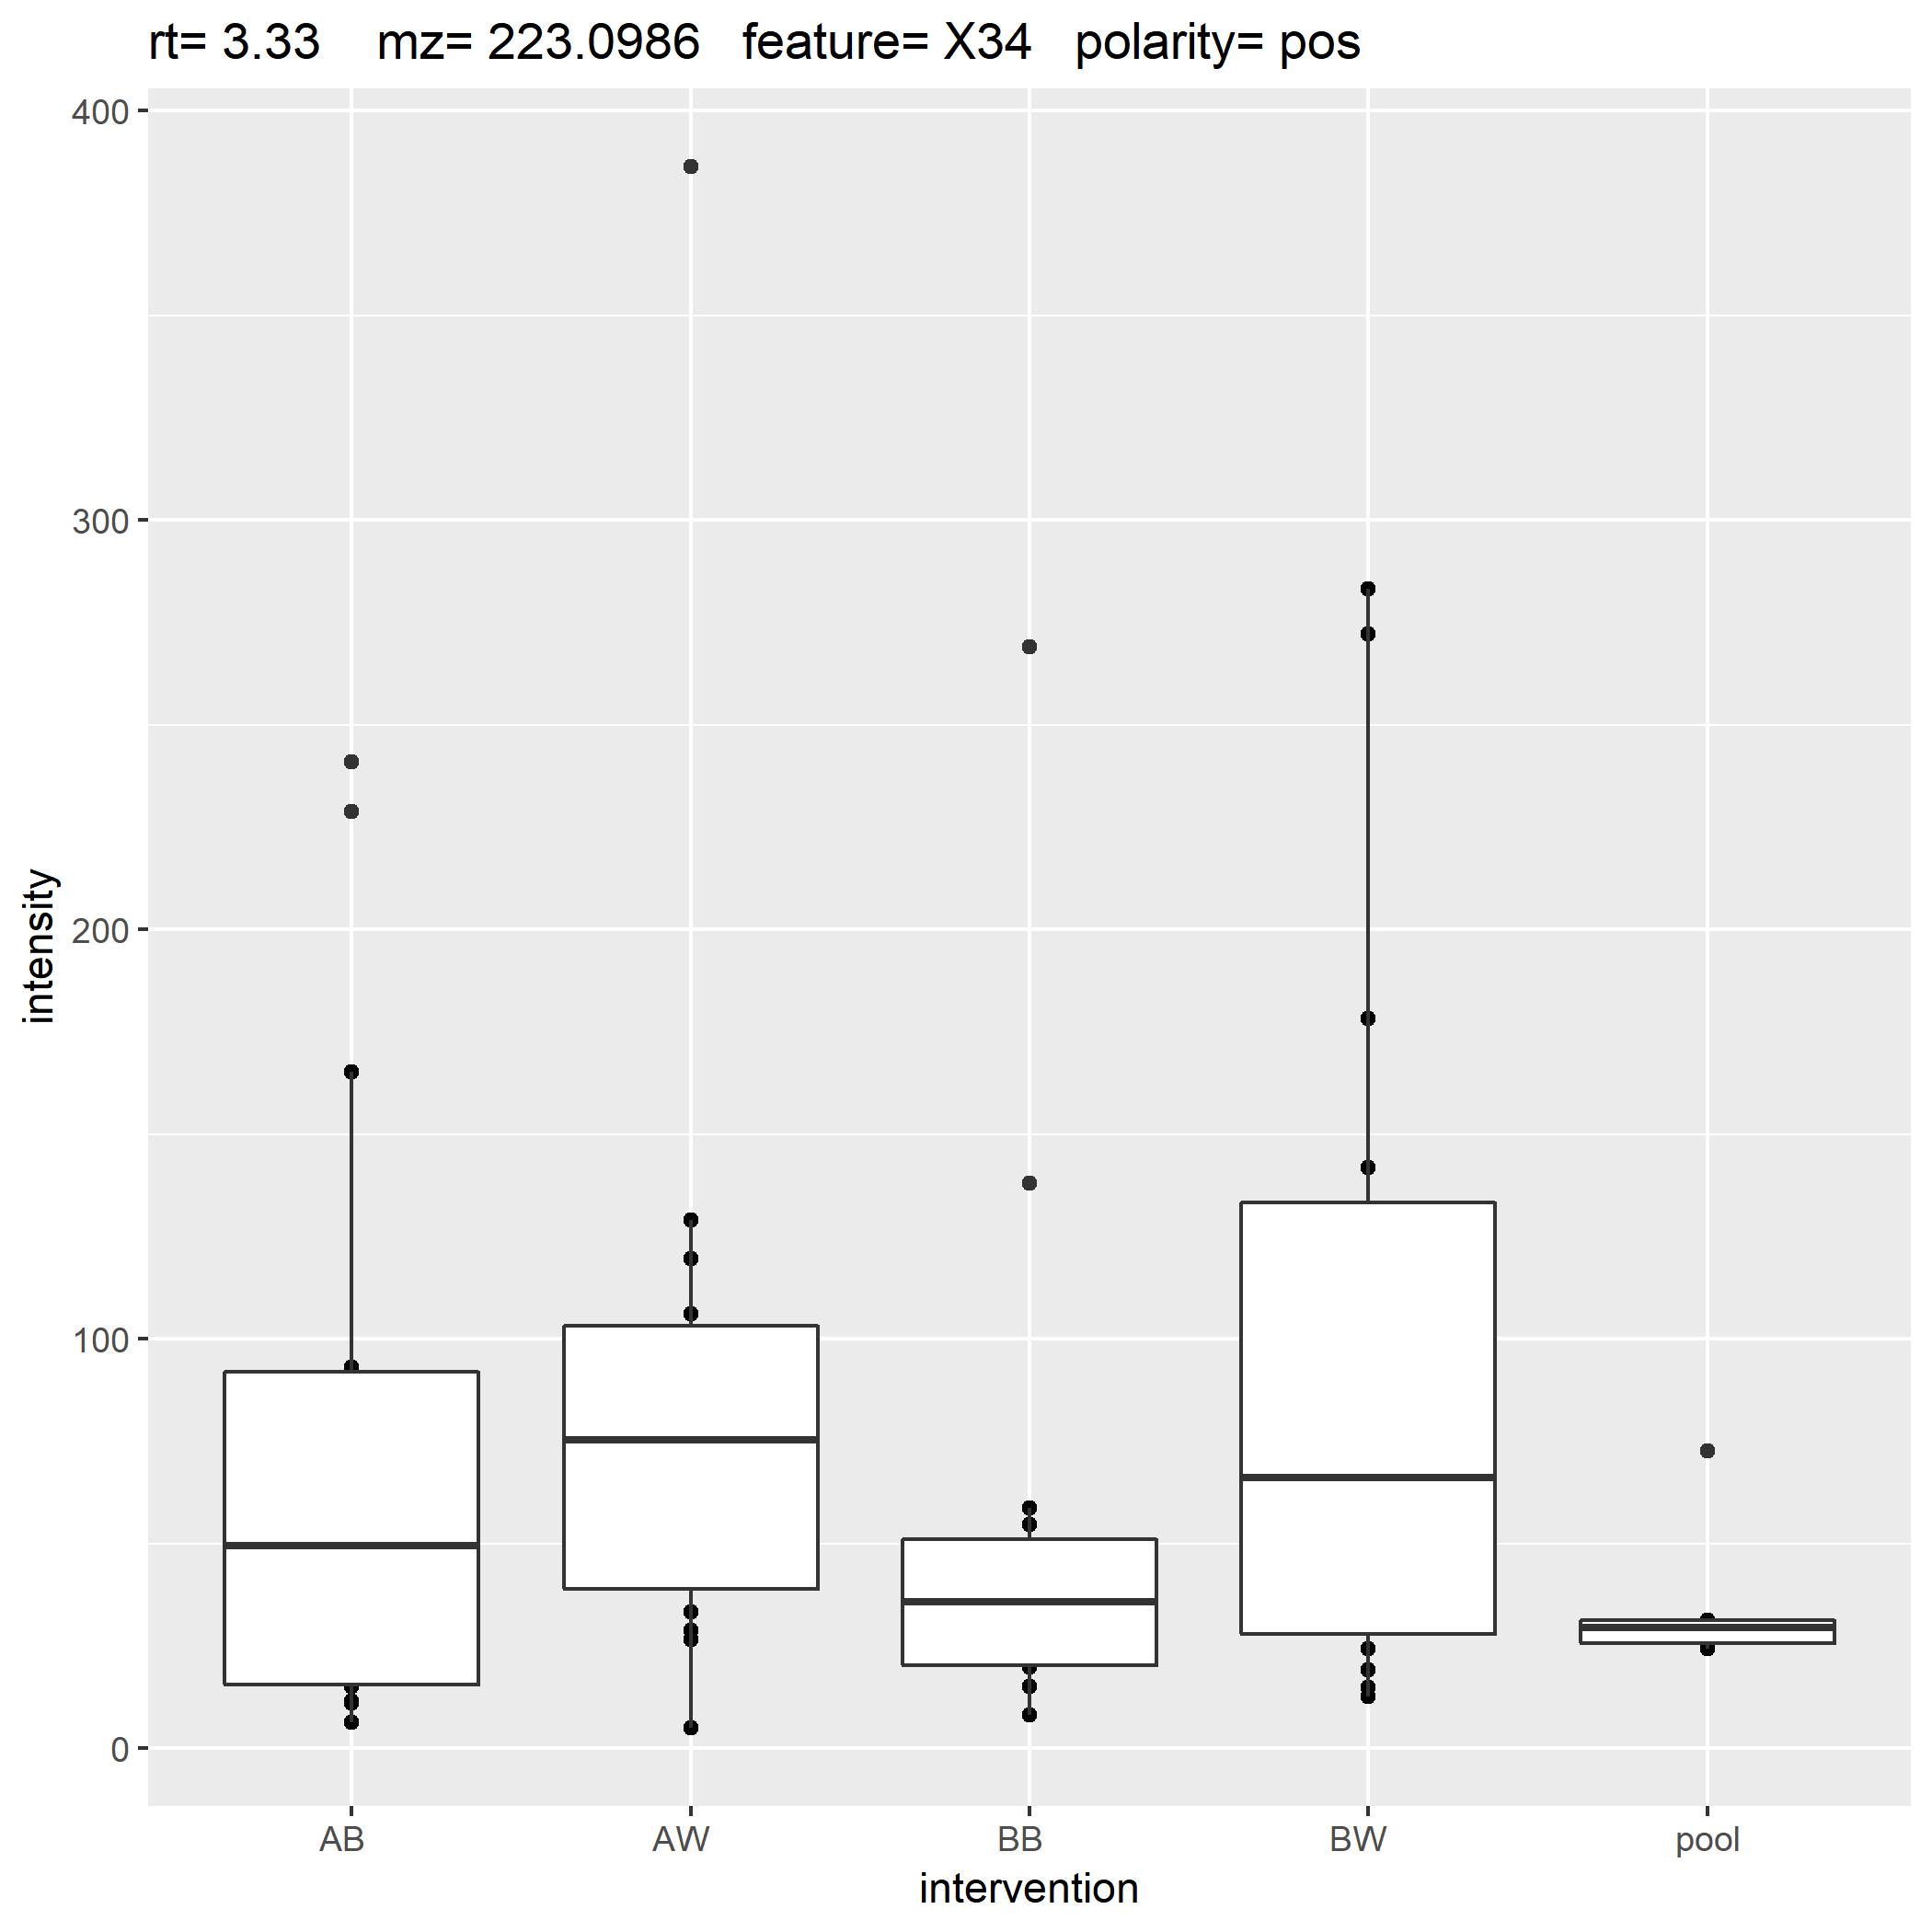 rt= 3.33    mz= 223.0986   feature= X34   polarity= pos
400
300
200
100
0
intensity
AB AW BB BW pool
intervention